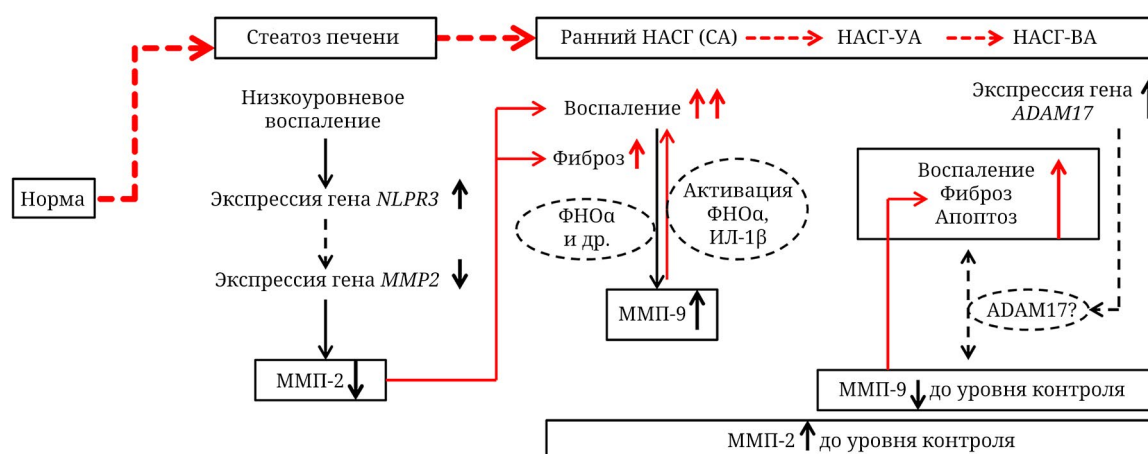 Стеатоз печени
Ранний НАСГ (СА)
НАСГ-УА
НАСГ-ВА
Норма
Низкоуровневое
воспаление
Экспрессия гена NLPR3
Экспрессия гена MMP2
ММП-2
Воспаление
Фиброз
ФНОα
и др.
Активация
ФНОα,
ИЛ-1β
ММП-9
Экспрессия гена
ADAM17
Воспаление
Фиброз
Апоптоз
ADAM17?
ММП-9 до уровня контроля
ММП-2 до уровня контроля